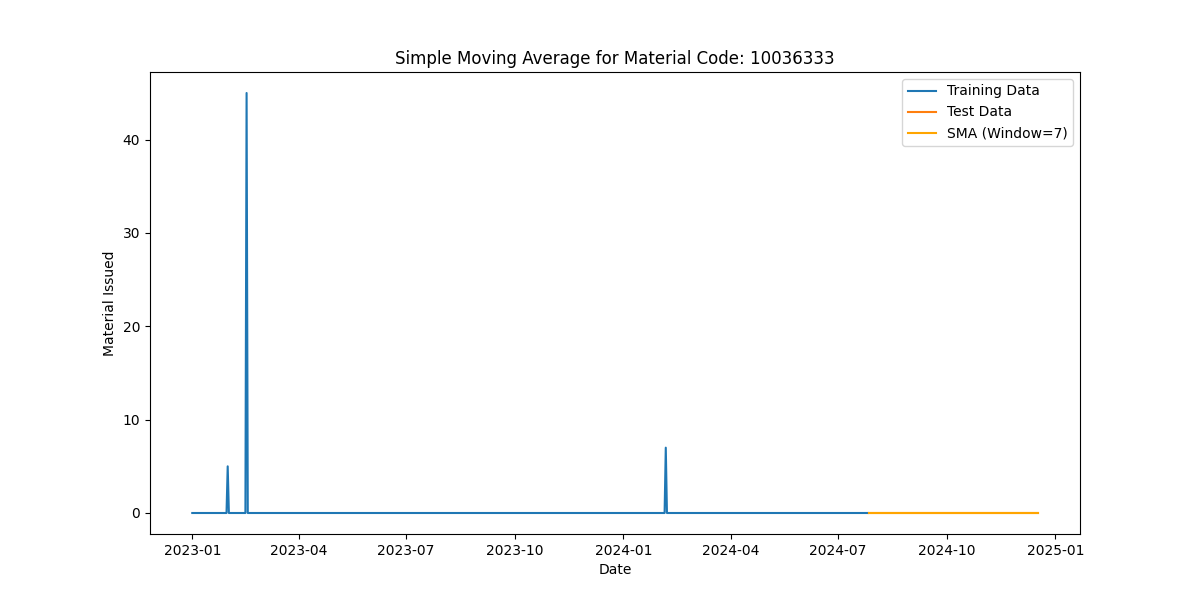 Simple Moving Average for Material Code: 10036333
Training Data
Test Data
SMA (Window=7)
Material Issued
40
30
20
10
0
2023-01 2023-04 2023-07 2023-10 2024-01 2024-04 2024-07 2024-10 2025-01
Date